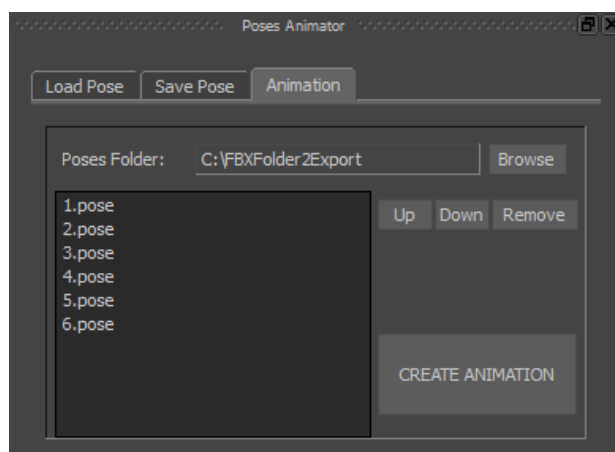 Poses Animator
Load Pose Save Pose Animation
Poses Folder: C:\FBXFolder2Export Browse
1.pose
2.pose
3.pose
4.pose
5.pose
6.pose
Up Down Remove
CREATE ANIMATION